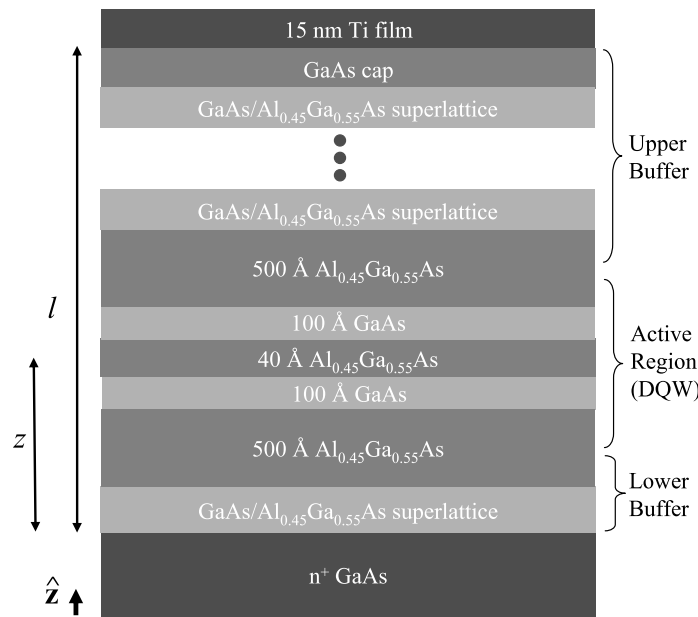 15 nm Ti film
GaAs cap
GaAs/Al0.45Ga0.55As superlattice
Upper
Buffer
GaAs/Al0.45Ga0.55As superlattice
500 Å Al0.45Ga0.55As
l
100 Å GaAs
40 Å Al0.45Ga0.55As
Active
Region
(DQW)
100 Å GaAs
z
500 Å Al0.45Ga0.55As
Lower
Buffer
GaAs/Al0.45Ga0.55As superlattice
n+ GaAs
ẑ